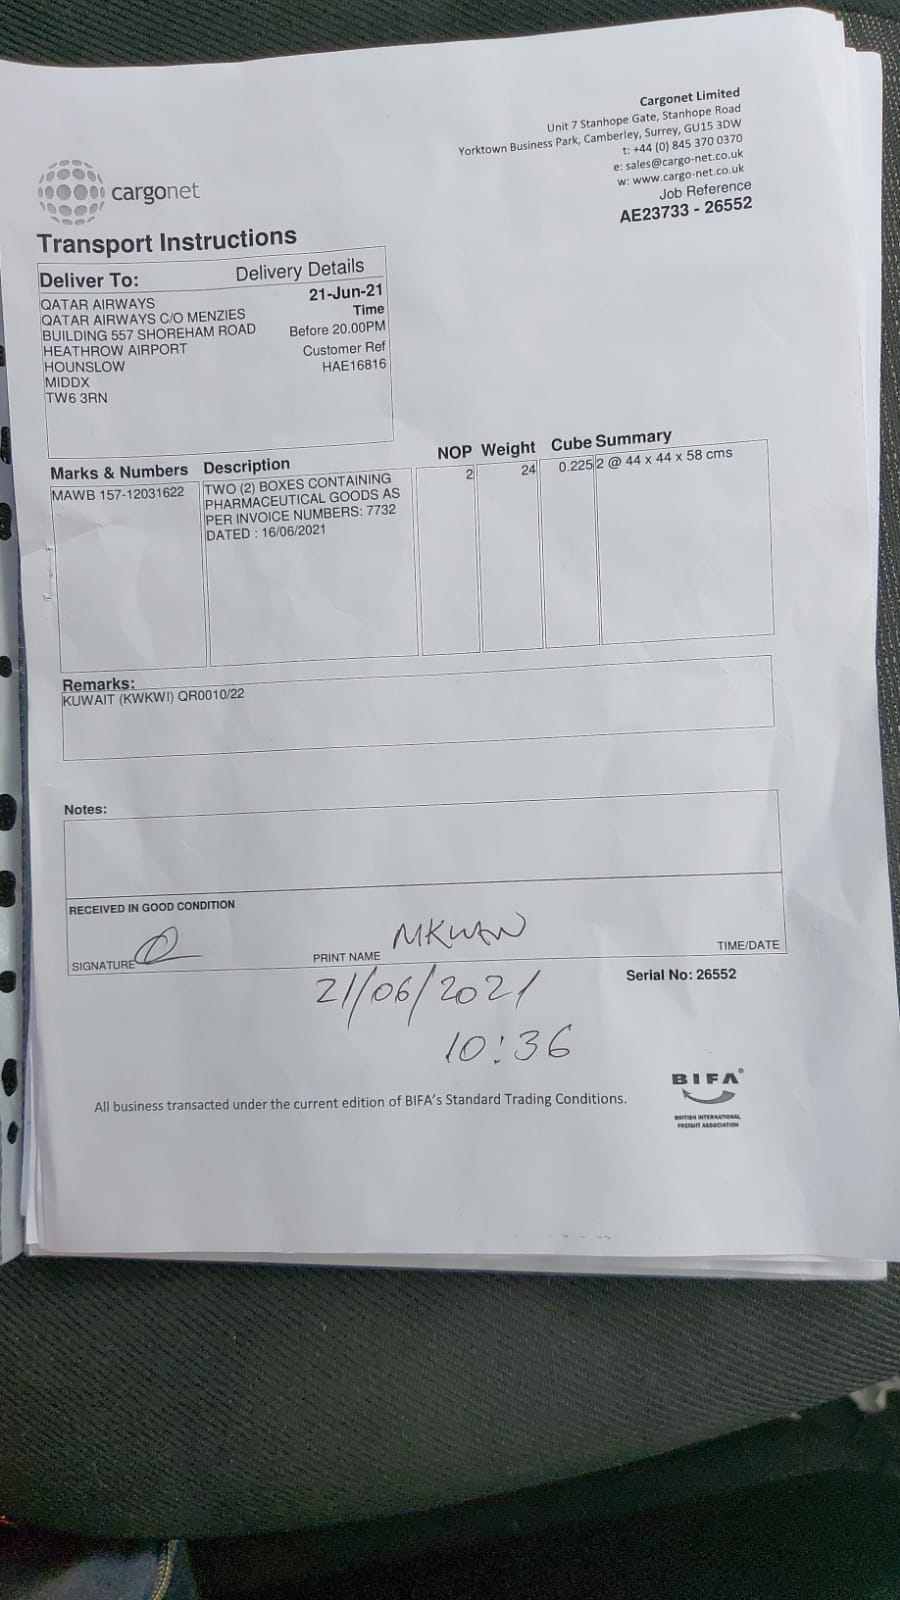 Cargonet Limited
Unit 7 Stanhope Gate, Stanhope Road
Yorktown Business Park, Camberley, Surrey, GU15 3DW
t: +44 (0) 845 370 0370
e: sales@cargo-net.co.uk
w: www.cargo-net.co.uk
Job Reference
AE23733 - 26552
cargonet
Transport Instructions
Deliver To: Delivery Details
QATAR AIRWAYS 21-Jun-21
QATAR AIRWAYS C/O MENZIES Time
BUILDING 557 SHOREHAM ROAD Before 20.00PM
HEATHROW AIRPORT Customer Ref
HOUNSLOW HAE16816
MIDDX
TW6 3RN
Marks & Numbers Description NOP Weight Cube Summary
MAWB 157-12031622 TWO (2) BOXES CONTAINING 2 24 0.225 2 @ 44 x 44 x 58 cms
PHARMACEUTICAL GOODS AS
PER INVOICE NUMBERS: 7732
DATED : 16/06/2021
Remarks:
KUWAIT (KWKWI) QR0010/22
Notes:
RECEIVED IN GOOD CONDITION
SIGNATURE PRINT NAME MKWAN TIME/DATE
21/06/2021
Serial No: 26552
10:36
BIFA®
BRITISH INTERNATIONAL
FREIGHT ASSOCIATION
All business transacted under the current edition of BIFA's Standard Trading Conditions.